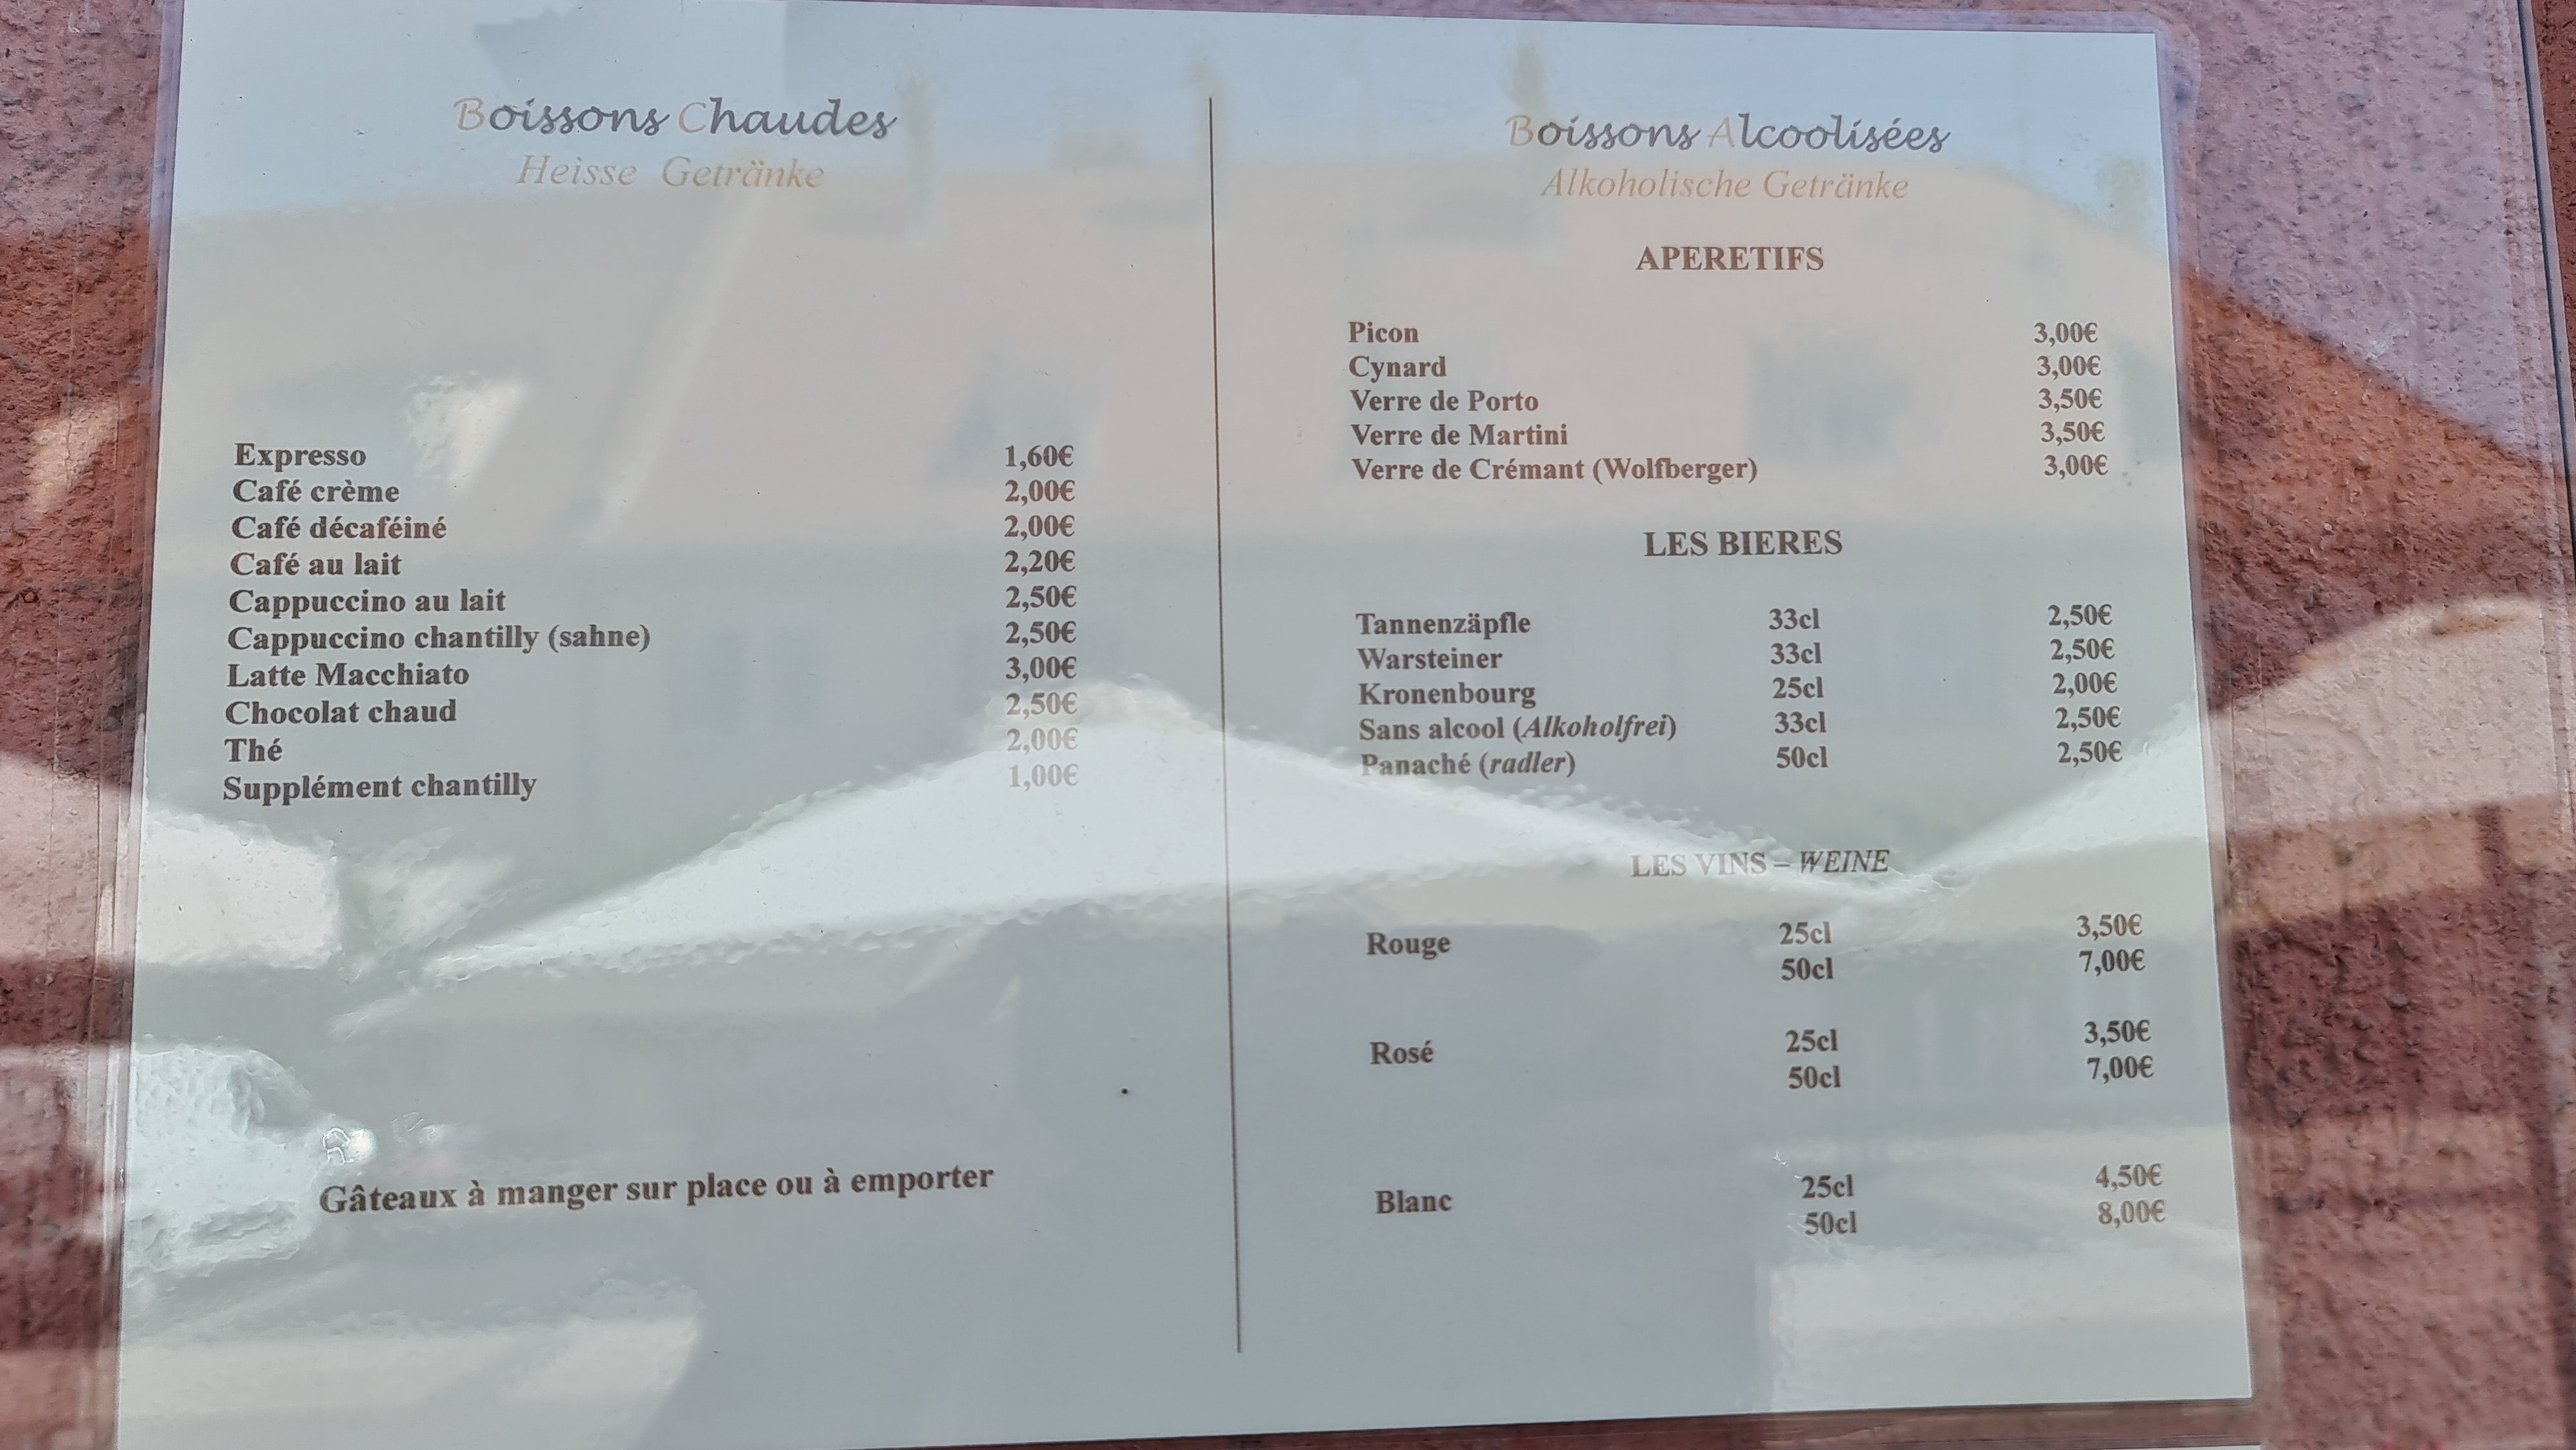 Boissons Chaudes
Heisse Getränke
Expresso 1,60€
Café crème 2,00€
Café décaféiné 2,00€
Café au lait 2,20€
Cappuccino au lait 2,50€
Cappuccino chantilly (sahne) 2,50€
Latte Macchiato 3,00€
Chocolat chaud 2,50€
Thé 2,00€
Supplément chantilly 1,00€
Gâteaux à manger sur place ou à emporter
Boissons Alcoolisées
Alkoholische Getränke
APERETIFS
Picon 3,00€
Cynard 3,00€
Verre de Porto 3,50€
Verre de Martini 3,50€
Verre de Crémant (Wolfberger) 3,00€
LES BIERES
Tannenzäpfle 33cl 2,50€
Warsteiner 33cl 2,50€
Kronenbourg 25cl 2,00€
Sans alcool (Alkoholfrei) 33cl 2,50€
Panaché (radler) 50cl 2,50€
LES VINS – WEINE
Rouge 25cl 3,50€
50cl 7,00€
Rosé 25cl 3,50€
50cl 7,00€
Blanc 25cl 4,50€
50cl 8,00€